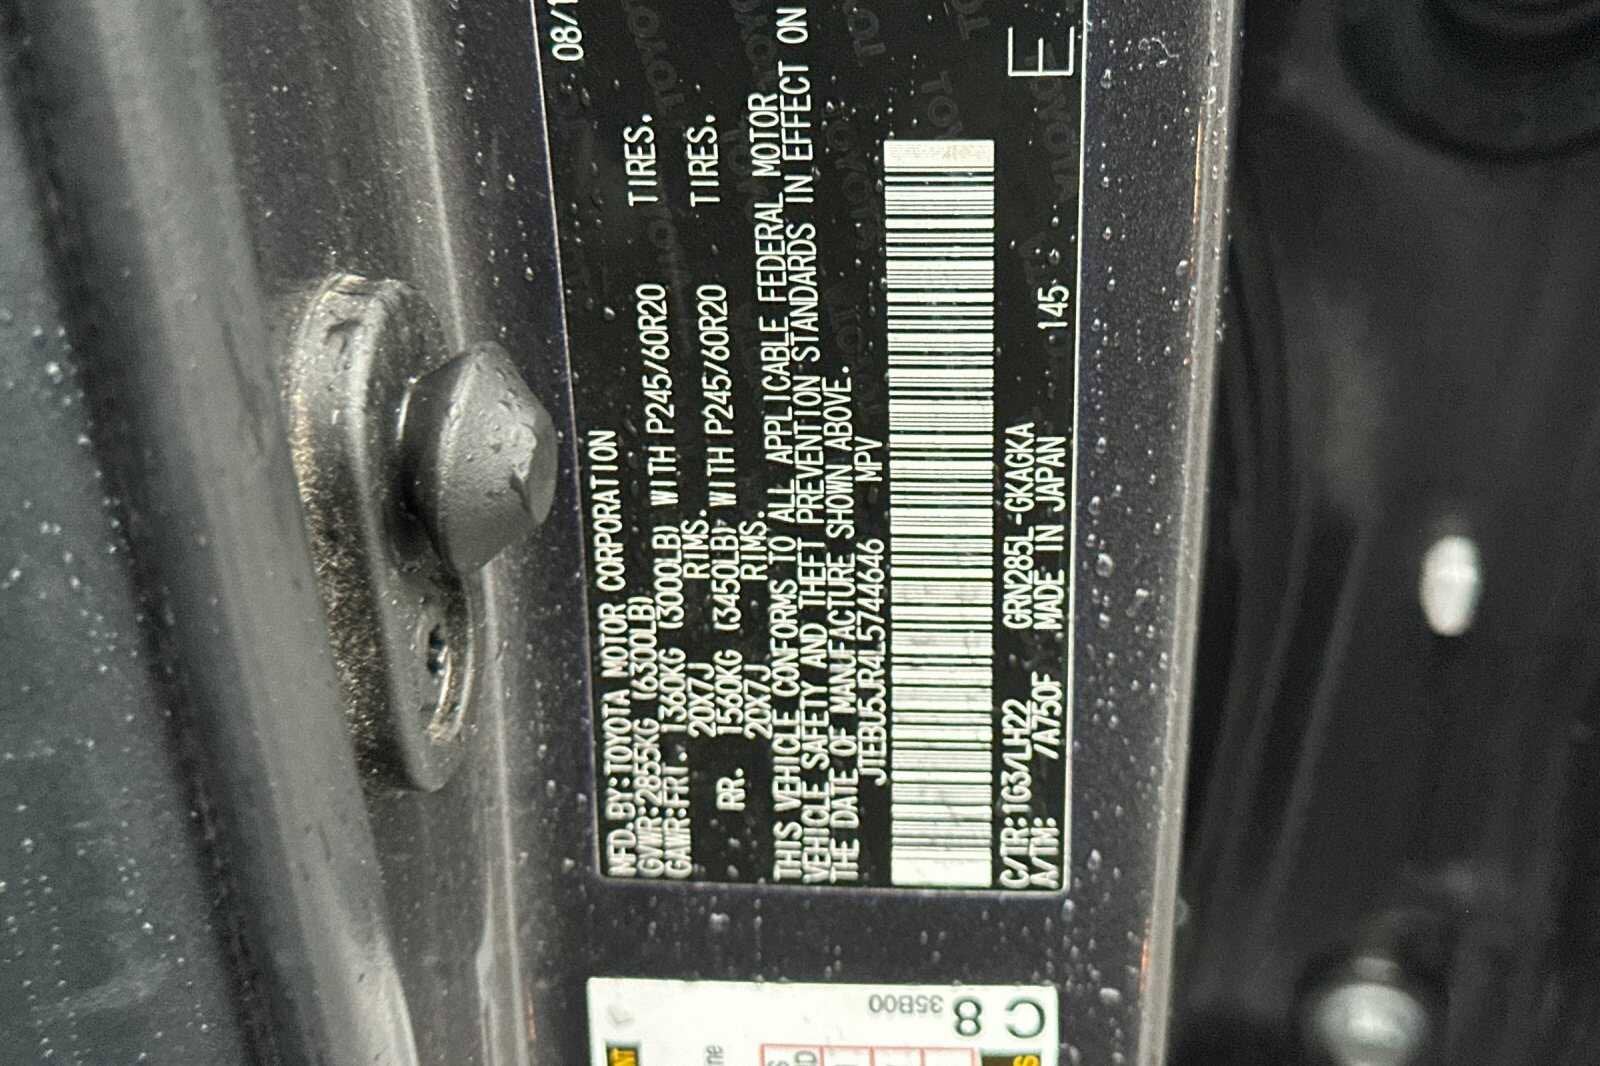 08/1
MFD.BY:TOYOTA MOTOR CORPORATION
GVWR:2855KG (6300LB)
GAWR:FRT. 1360KG (3000LB) WITH P245/60R20 TIRES.
20X7J RIMS.
RR. 1560KG (3450LB) WITH P245/60R20 TIRES.
20X7J RIMS.
THIS VEHICLE CONFORMS TO ALL APPLICABLE FEDERAL MOTOR
VEHICLE SAFETY AND THEFT PREVENTION STANDARDS IN EFFECT ON
THE DATE OF MANUFACTURE SHOWN ABOVE.
JTEBU5JR4L5744646 MPV
C/TR:1G3/LH22 GRN285L-GKAGKA
A/TM: /A750F MADE IN JAPAN 145
E
C 8
35B00